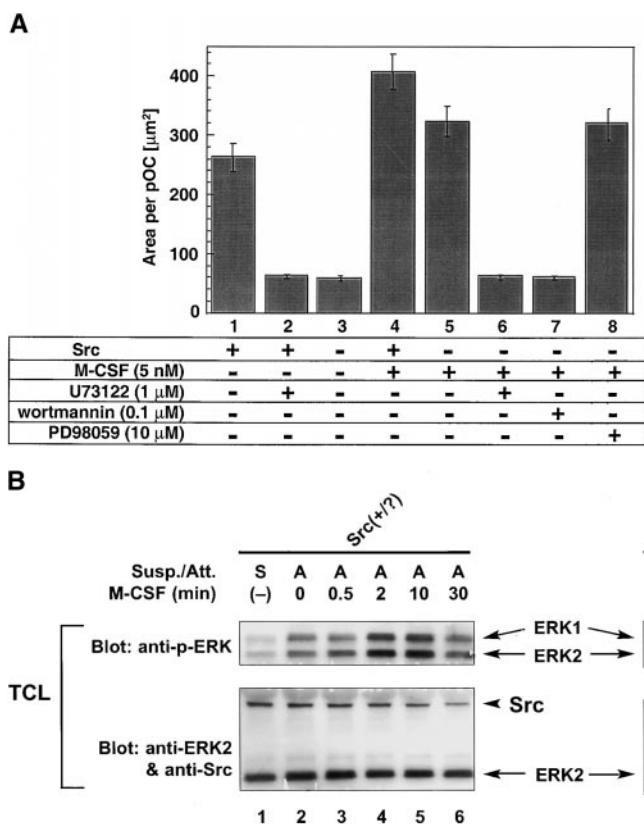 A
Area per pOC [μm²]
400
300
200
100
0
1 2 3 4 5 6 7 8
Src + + - + - - - -
M-CSF (5 nM) - - - + + + + +
U73122 (1 μM) - + - - - + - -
wortmannin (0.1 μM) - - - - - - + -
PD98059 (10 μM) - - - - - - - +
B
Src(+/?)
Susp./Att. S A A A A A
M-CSF (min) (–) 0 0.5 2 10 30
TCL
Blot: anti-p-ERK
ERK1
ERK2
Src
Blot: anti-ERK2
& anti-Src
ERK2
1 2 3 4 5 6